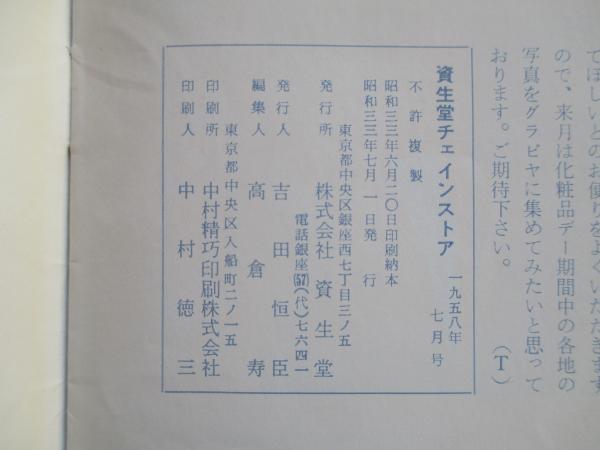 てほしいとのお便りをよくいただきます
ので、来月は化粧品デー期間中の各地の
写真をグラビヤに集めてみたいと思って
おります。ご期待下さい。　　　（T）
資生堂チェインストア　一九五八年七月号
不許複製
昭和三三年六月二〇日印刷納本
昭和三三年七月一日発行
東京都中央区銀座西七丁目三ノ五
発行所　株式会社資生堂
電話銀座(57)(代)七六四一
発行人　吉田恒臣
編集人　高倉寿
東京都中央区入船町二ノ一五
印刷所　中村精巧印刷株式会社
印刷人　中村徳三